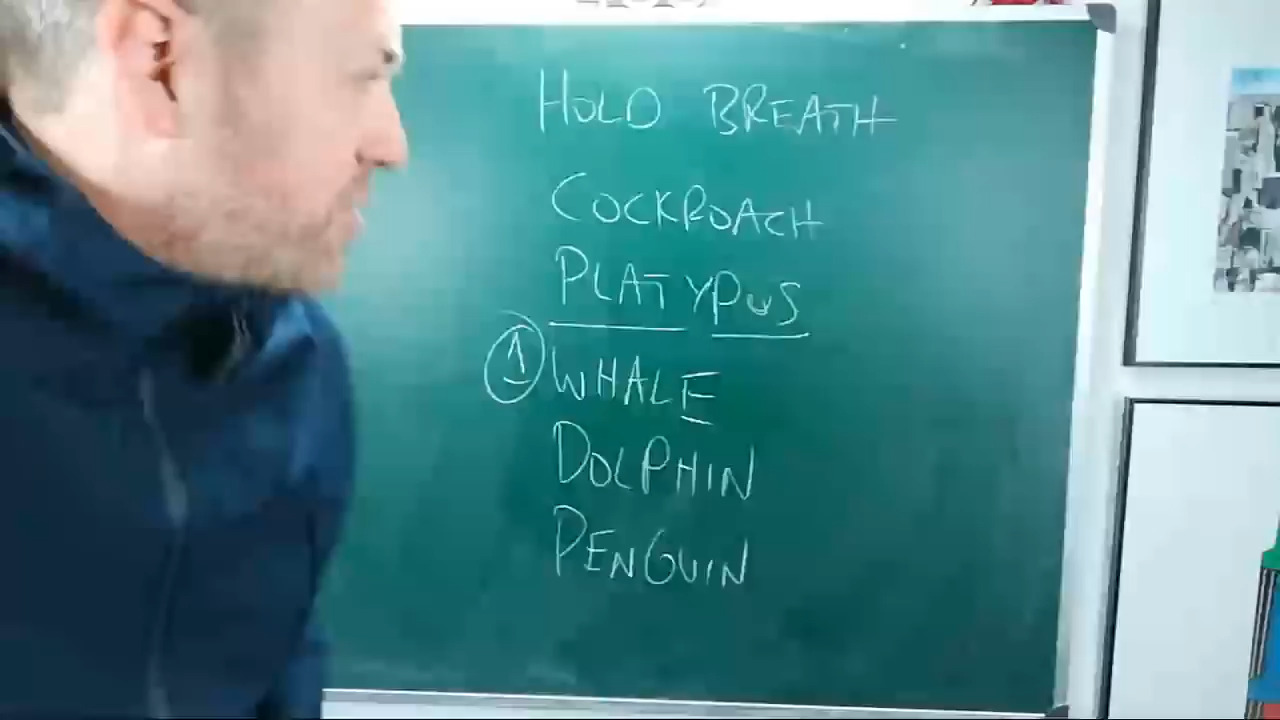 HOLD BREATH
COCKROACH
PLATYPUS
1 WHALE
DOLPHIN
PENGUIN